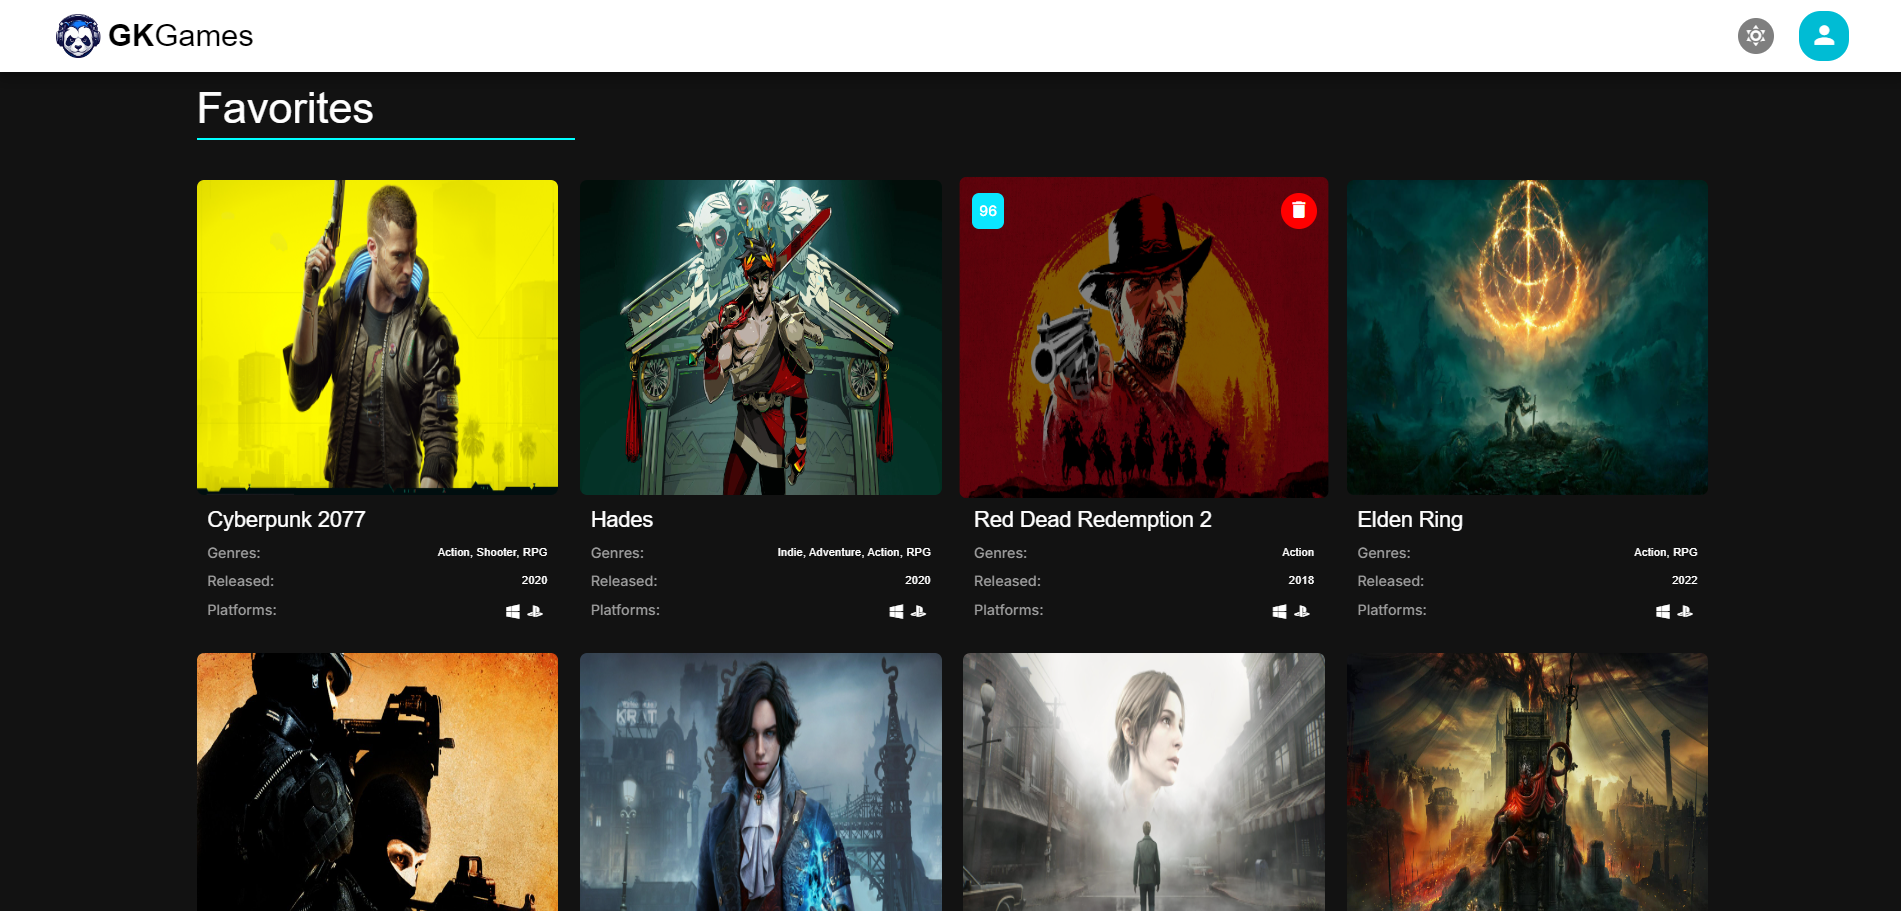 GKGames
Favorites
96
Cyberpunk 2077
Genres: Action, Shooter, RPG
Released: 2020
Platforms:
Hades
Genres: Indie, Adventure, Action, RPG
Released: 2020
Platforms:
Red Dead Redemption 2
Genres: Action
Released: 2018
Platforms:
Elden Ring
Genres: Action, RPG
Released: 2022
Platforms:
KRAT